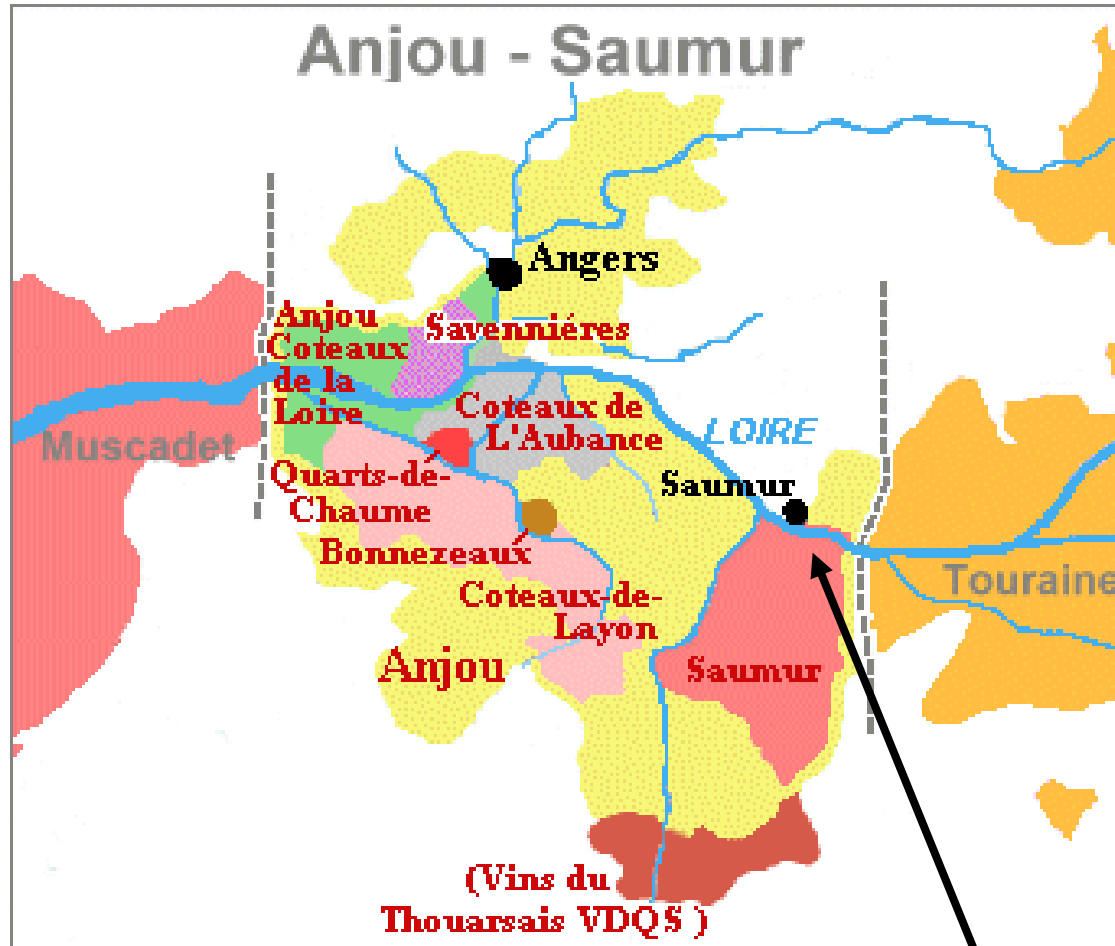 Anjou - Saumur
Angers
Anjou
Coteaux
de la
Loire
Savenniéres
Coteaux de
L'Aubance
LOIRE
Muscadet
Quarts-de-
Chaume
Saumur
Bonnezeaux
Touraine
Coteaux-de-
Layon
Anjou
Saumur
(Vins du
Thouarsais VDQS )